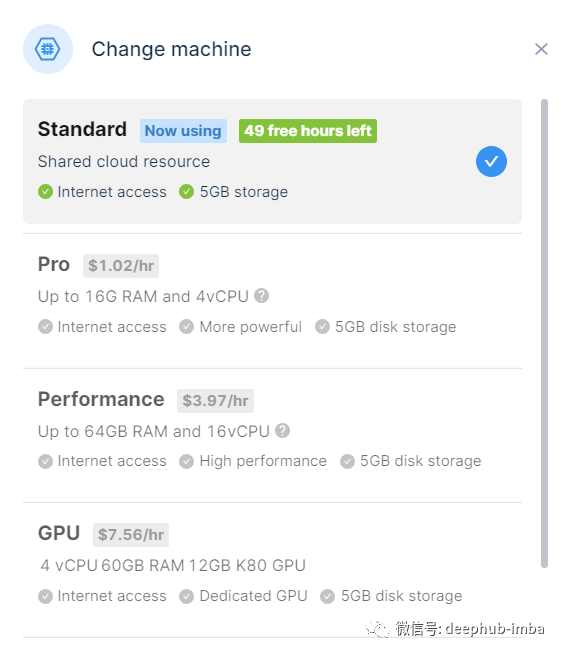 Change machine
Standard Now using 49 free hours left
Shared cloud resource
Internet access 5GB storage
Pro $1.02/hr
Up to 16G RAM and 4vCPU ?
Internet access More powerful 5GB disk storage
Performance $3.97/hr
Up to 64GB RAM and 16vCPU ?
Internet access High performance 5GB disk storage
GPU $7.56/hr
4 vCPU 60GB RAM 12GB K80 GPU
Internet access Dedicated GPU 5GB disk storage
微信号: deephub-imba